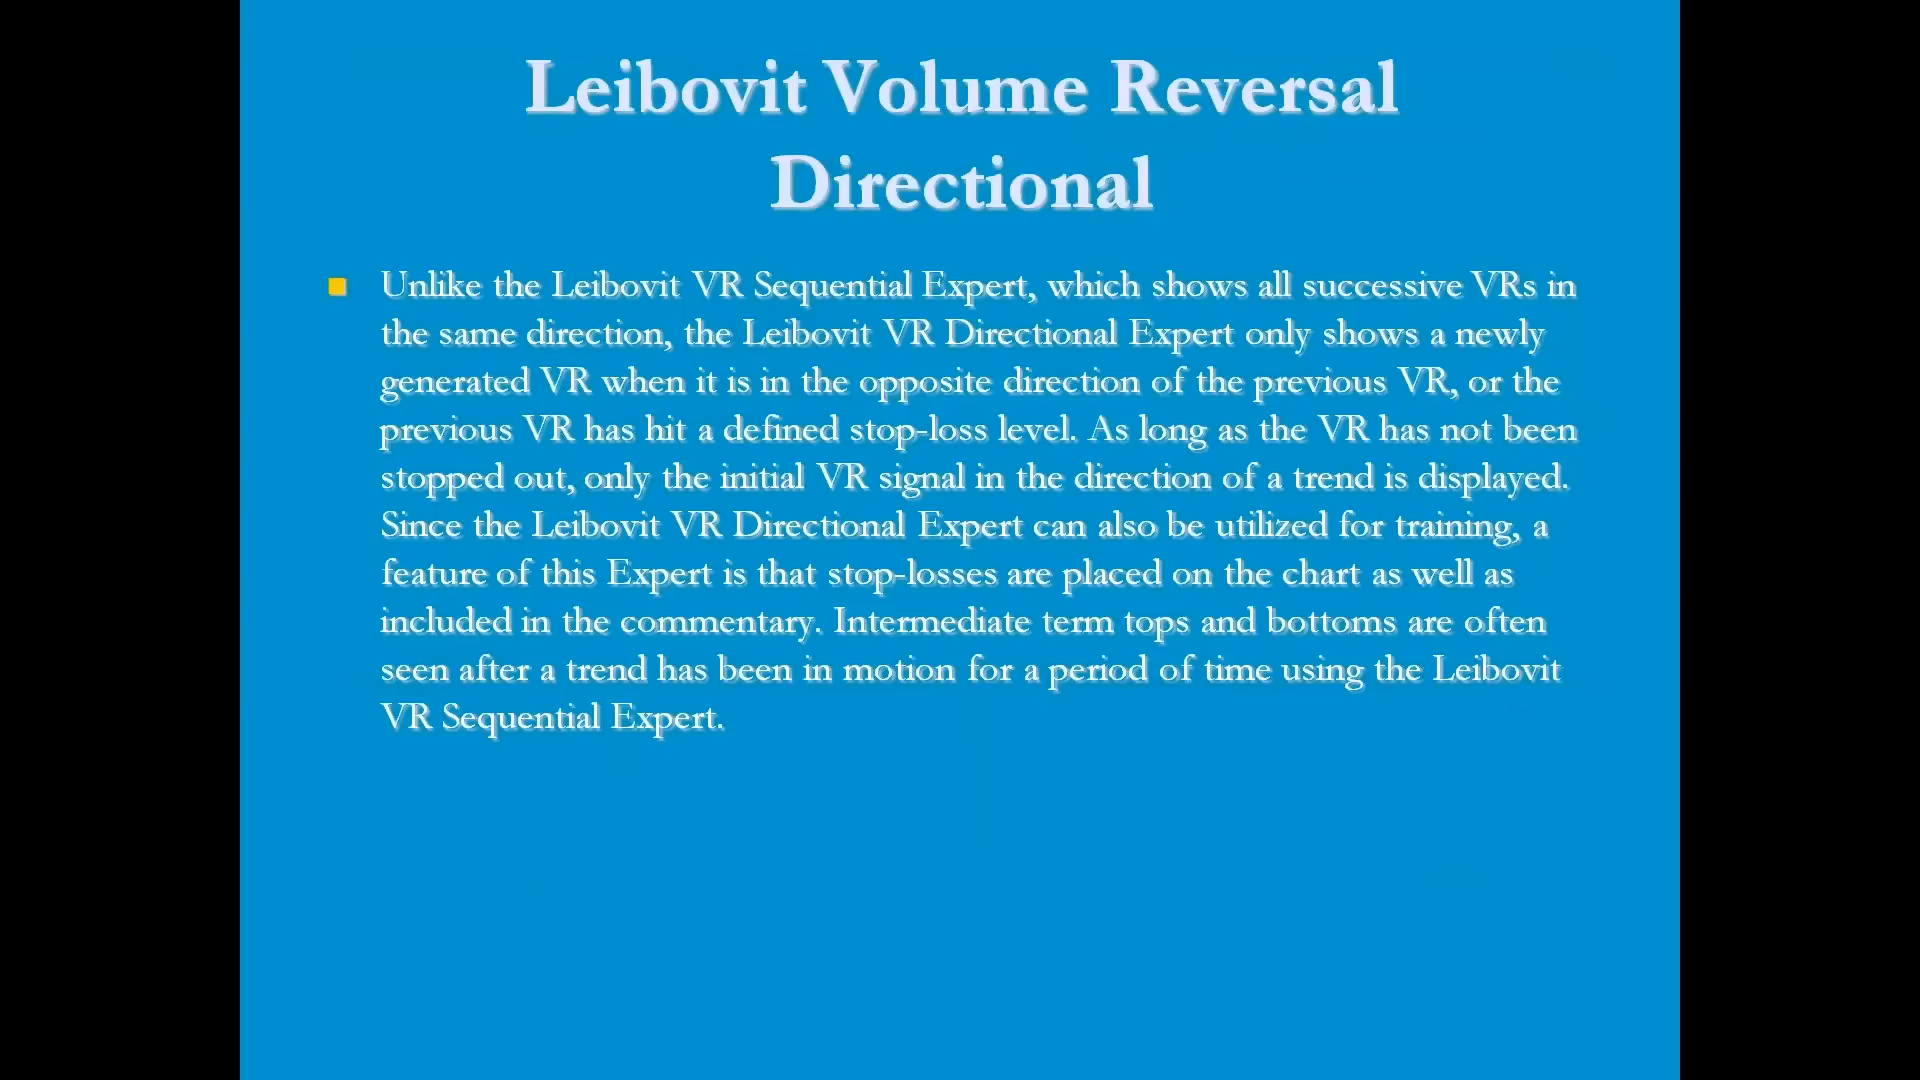 Leibovit Volume Reversal
Directional
Unlike the Leibovit VR Sequential Expert, which shows all successive VRs in
the same direction, the Leibovit VR Directional Expert only shows a newly
generated VR when it is in the opposite direction of the previous VR, or the
previous VR has hit a defined stop-loss level. As long as the VR has not been
stopped out, only the initial VR signal in the direction of a trend is displayed.
Since the Leibovit VR Directional Expert can also be utilized for training, a
feature of this Expert is that stop-losses are placed on the chart as well as
included in the commentary. Intermediate term tops and bottoms are often
seen after a trend has been in motion for a period of time using the Leibovit
VR Sequential Expert.